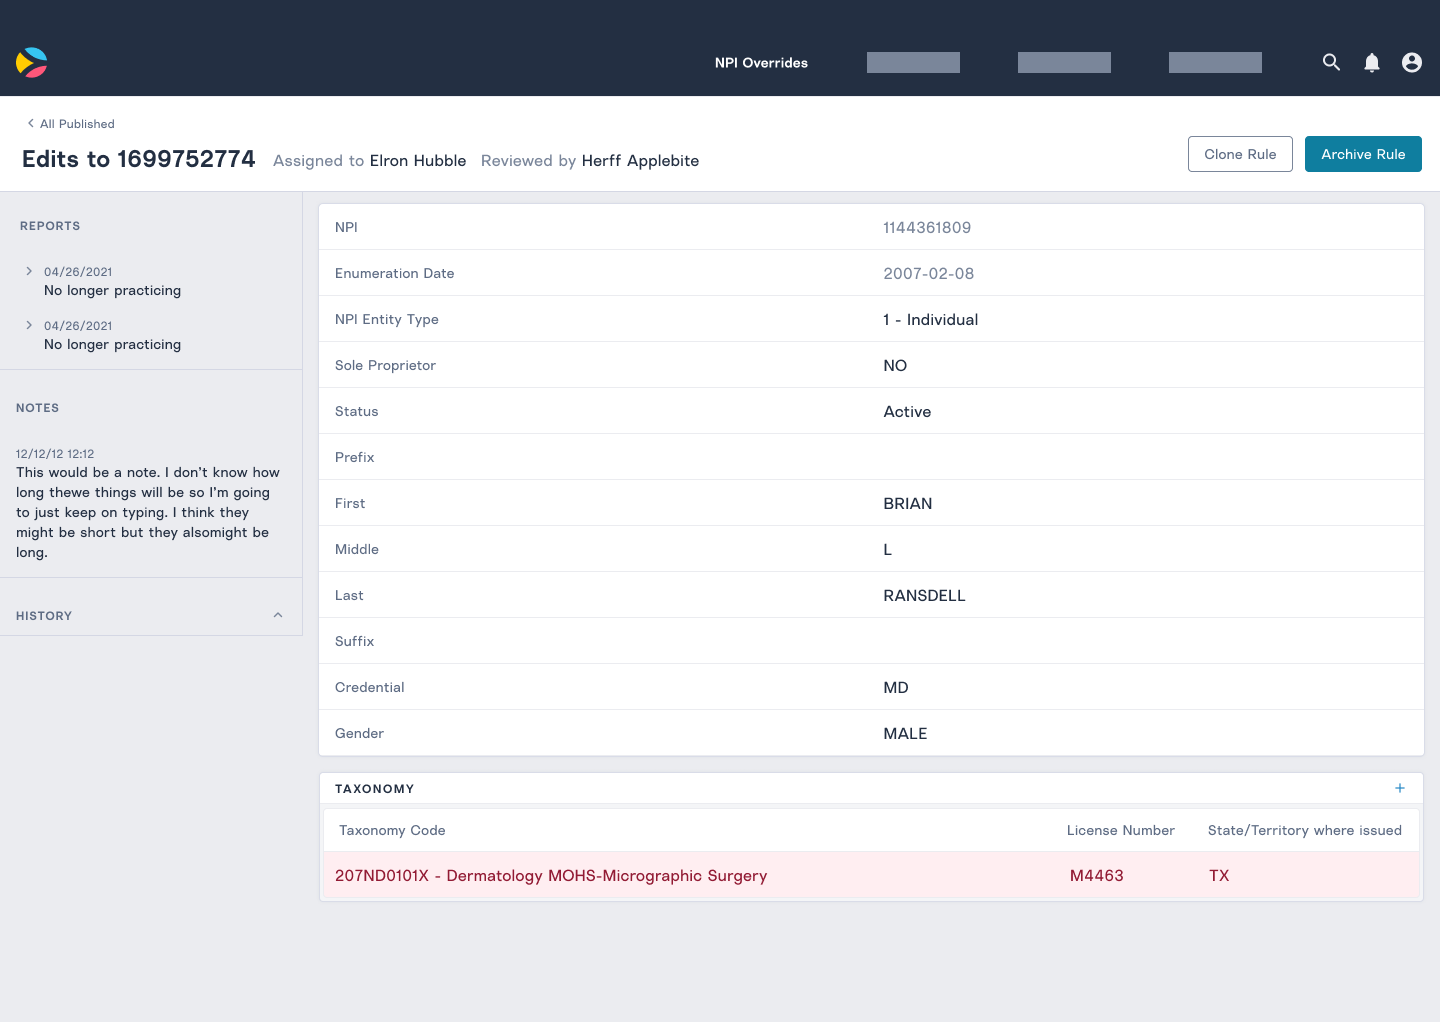 NPI Overrides
All Published
Edits to 1699752774 Assigned to Elron Hubble Reviewed by Herff Applebite
Clone Rule
Archive Rule
REPORTS
04/26/2021
No longer practicing
04/26/2021
No longer practicing
NOTES
12/12/12 12:12
This would be a note. I don't know how
long thewe things will be so I'm going
to just keep on typing. I think they
might be short but they alsomight be
long.
HISTORY
NPI 1144361809
Enumeration Date 2007-02-08
NPI Entity Type 1 - Individual
Sole Proprietor NO
Status Active
Prefix
First BRIAN
Middle L
Last RANSDELL
Suffix
Credential MD
Gender MALE
TAXONOMY
Taxonomy Code License Number State/Territory where issued
207ND0101X - Dermatology MOHS-Micrographic Surgery M4463 TX